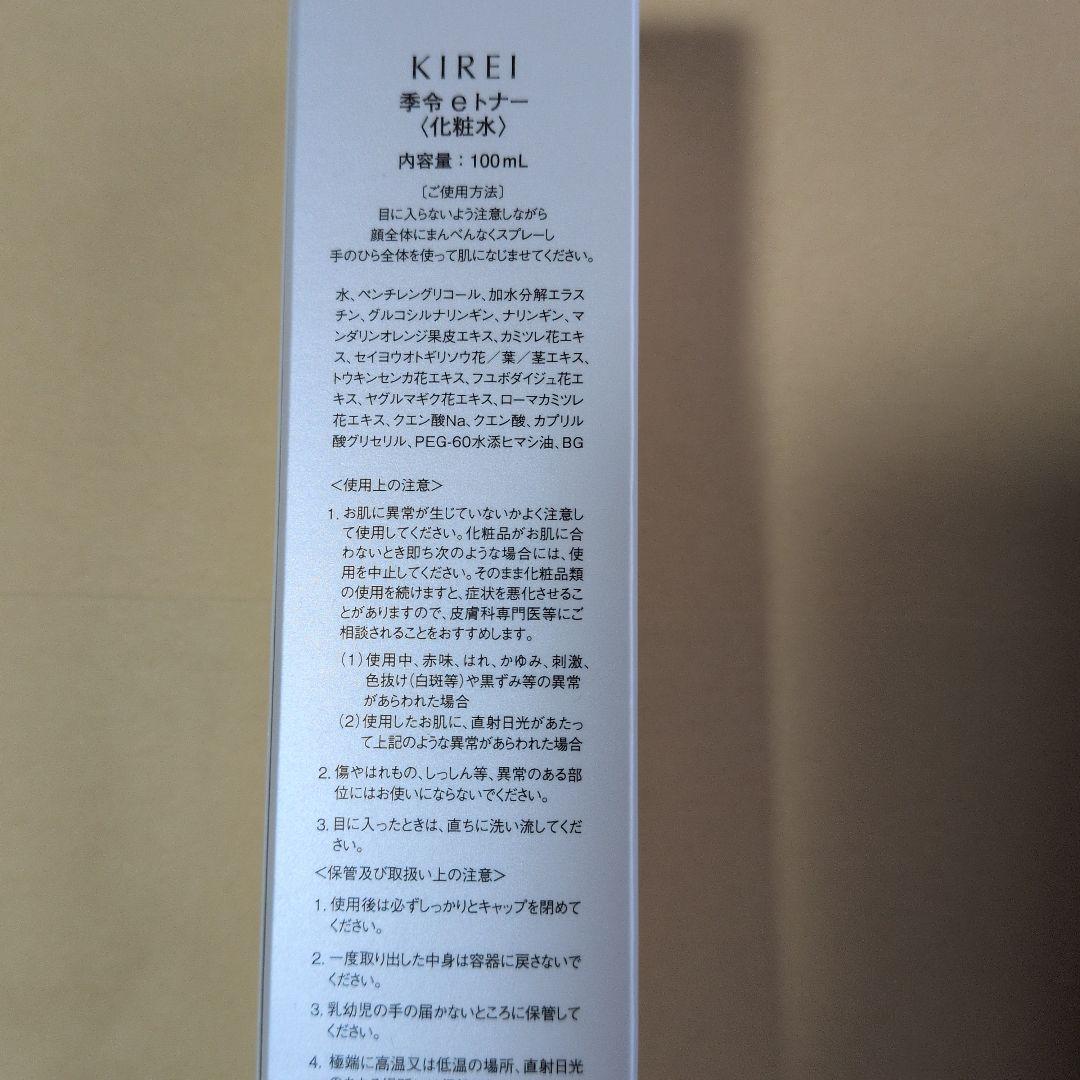 KIREI
季令 eトナー
〈化粧水〉
内容量：100mL
〔ご使用方法〕
目に入らないよう注意しながら
顔全体にまんべんなくスプレーし
手のひら全体を使って肌になじませてください。
水、ペンチレングリコール、加水分解エラス
チン、グルコシルナリンギン、ナリンギン、マ
ンダリンオレンジ果皮エキス、カミツレ花エキ
ス、セイヨウオトギリソウ花／葉／茎エキス、
トウキンセンカ花エキス、フユボダイジュ花エ
キス、ヤグルマギク花エキス、ローマカミツレ
花エキス、クエン酸Na、クエン酸、カプリル
酸グリセリル、PEG-60水添ヒマシ油、BG
＜使用上の注意＞
1. お肌に異常が生じていないかよく注意し
て使用してください。化粧品がお肌に合
わないとき即ち次のような場合には、使
用を中止してください。そのまま化粧品類
の使用を続けますと、症状を悪化させるこ
とがありますので、皮膚科専門医等にご
相談されることをおすすめします。
(1)使用中、赤味、はれ、かゆみ、刺激、
色抜け(白斑等)や黒ずみ等の異常
があらわれた場合
(2)使用したお肌に、直射日光があたっ
て上記のような異常があらわれた場合
2. 傷やはれもの、しっしん等、異常のある部
位にはお使いにならないでください。
3. 目に入ったときは、直ちに洗い流してくだ
さい。
＜保管及び取扱い上の注意＞
1. 使用後は必ずしっかりとキャップを閉めて
ください。
2. 一度取り出した中身は容器に戻さないで
ください。
3. 乳幼児の手の届かないところに保管して
ください。
4. 極端に高温又は低温の場所、直射日光